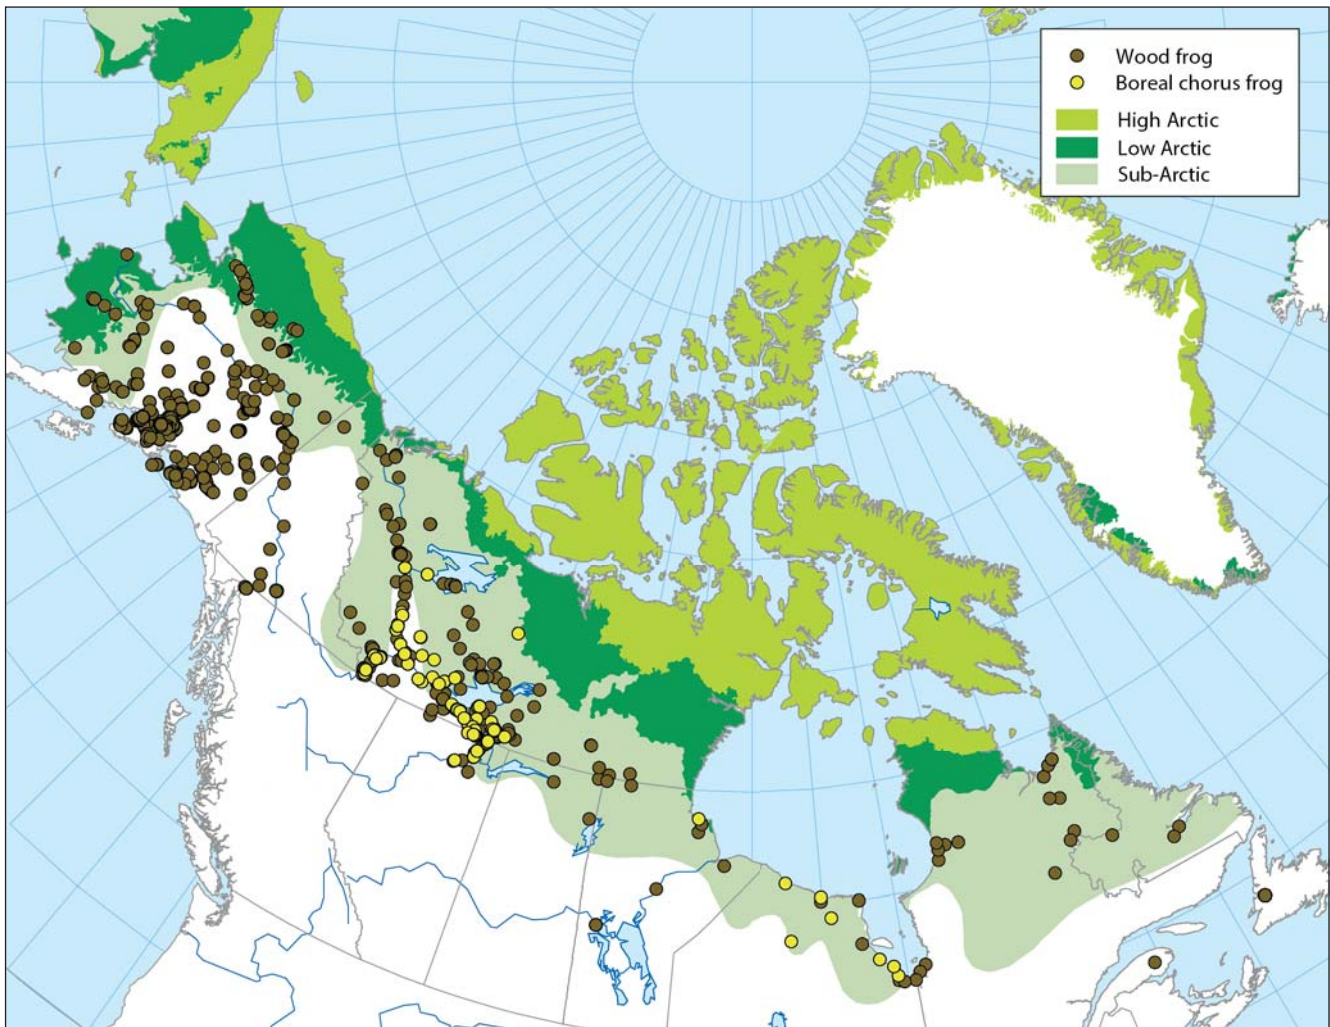 Wood frog
Boreal chorus frog
High Arctic
Low Arctic
Sub-Arctic